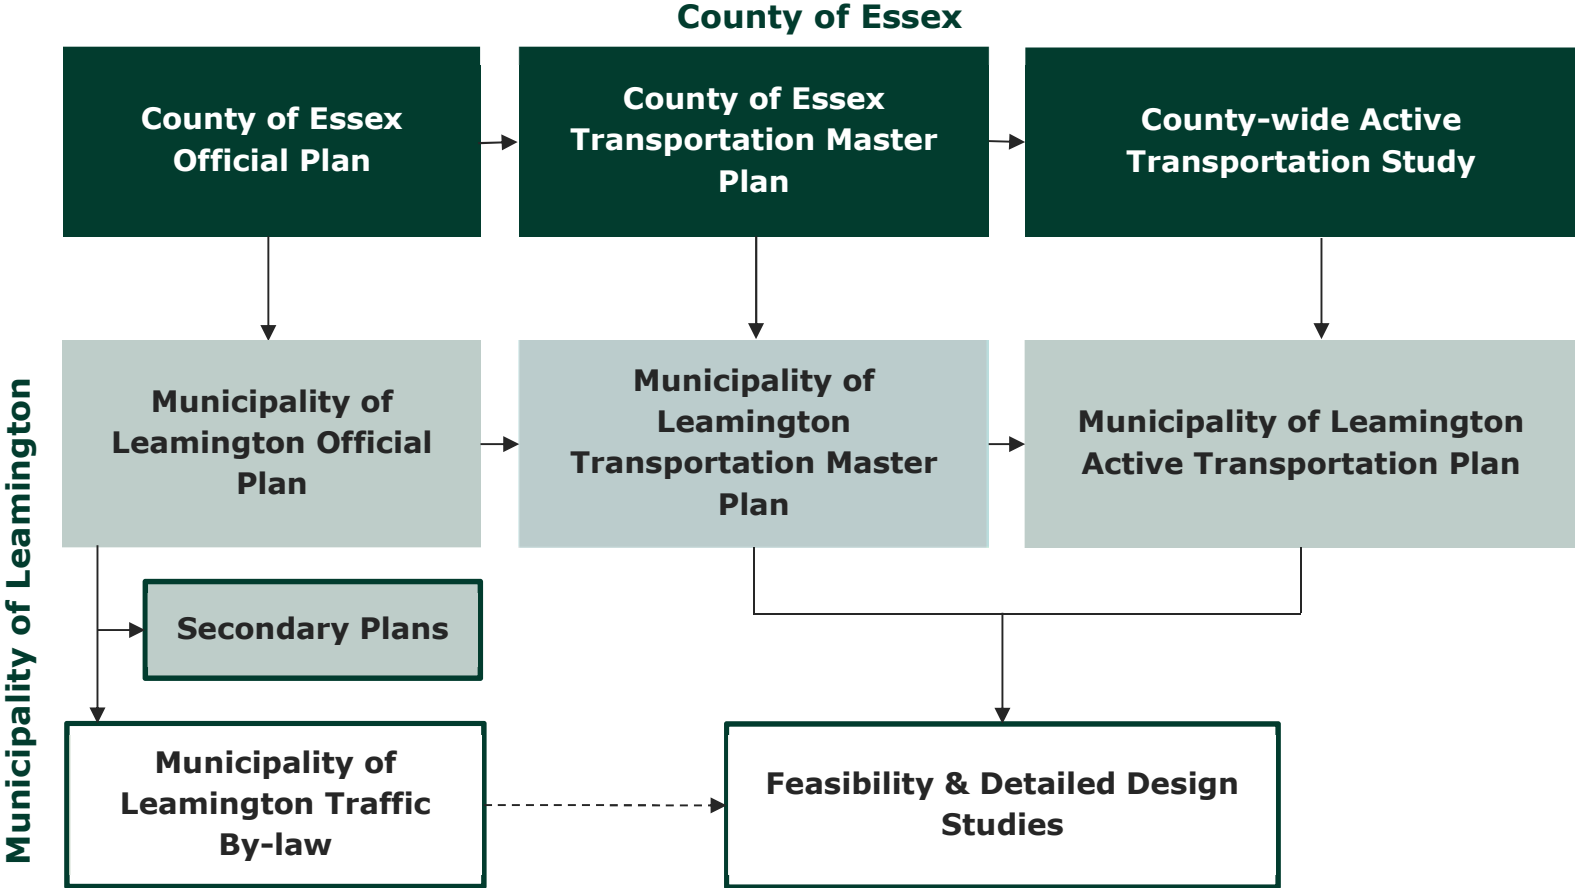 County of Essex
County of Essex
Official Plan
County of Essex
Transportation Master
Plan
County-wide Active
Transportation Study
Municipality of Leamington
Municipality of
Leamington Official
Plan
Municipality of
Leamington
Transportation Master
Plan
Municipality of Leamington
Active Transportation Plan
Secondary Plans
Municipality of
Leamington Traffic
By-law
Feasibility & Detailed Design
Studies